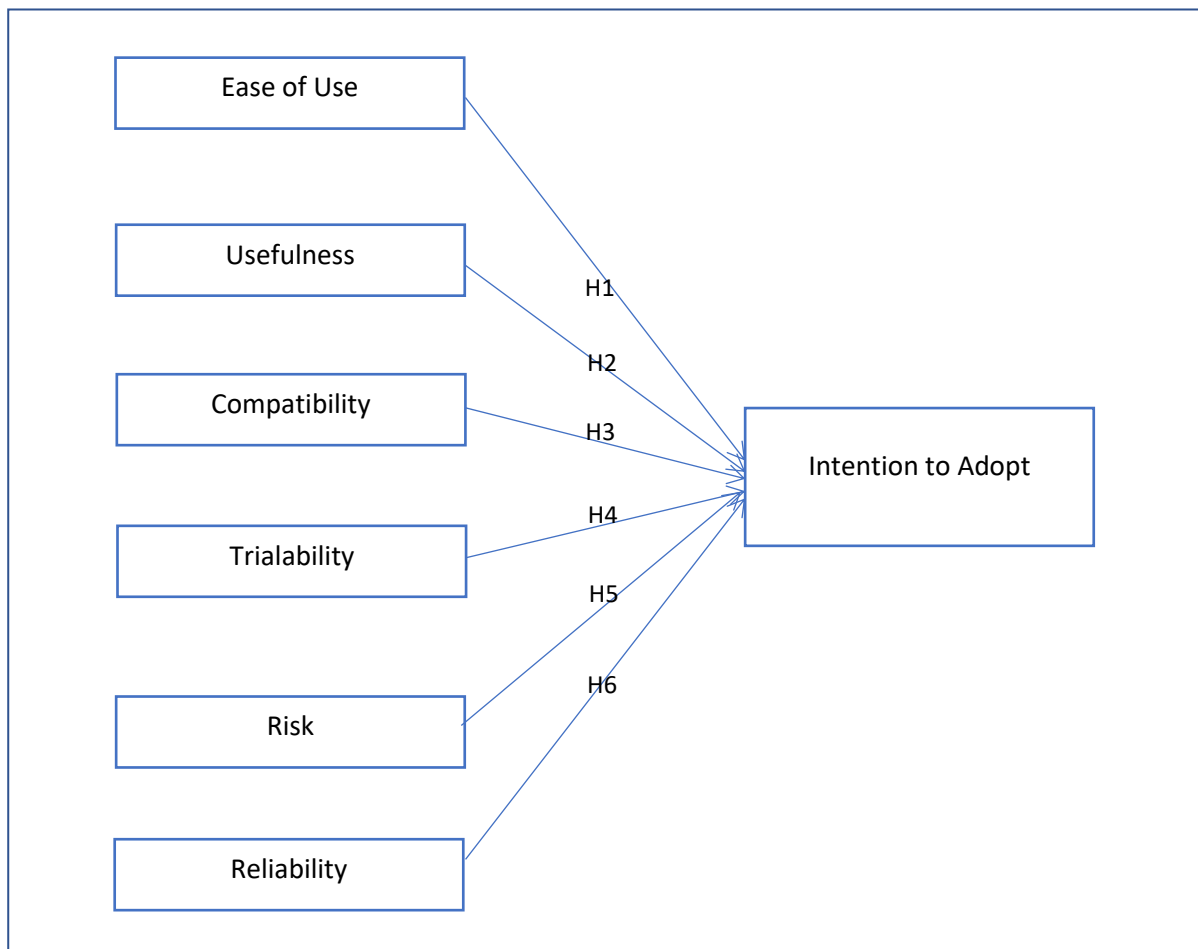 Ease of Use
Usefulness
H1
H2
Compatibility
H3
Intention to Adopt
H4
Trialability
H5
H6
Risk
Reliability